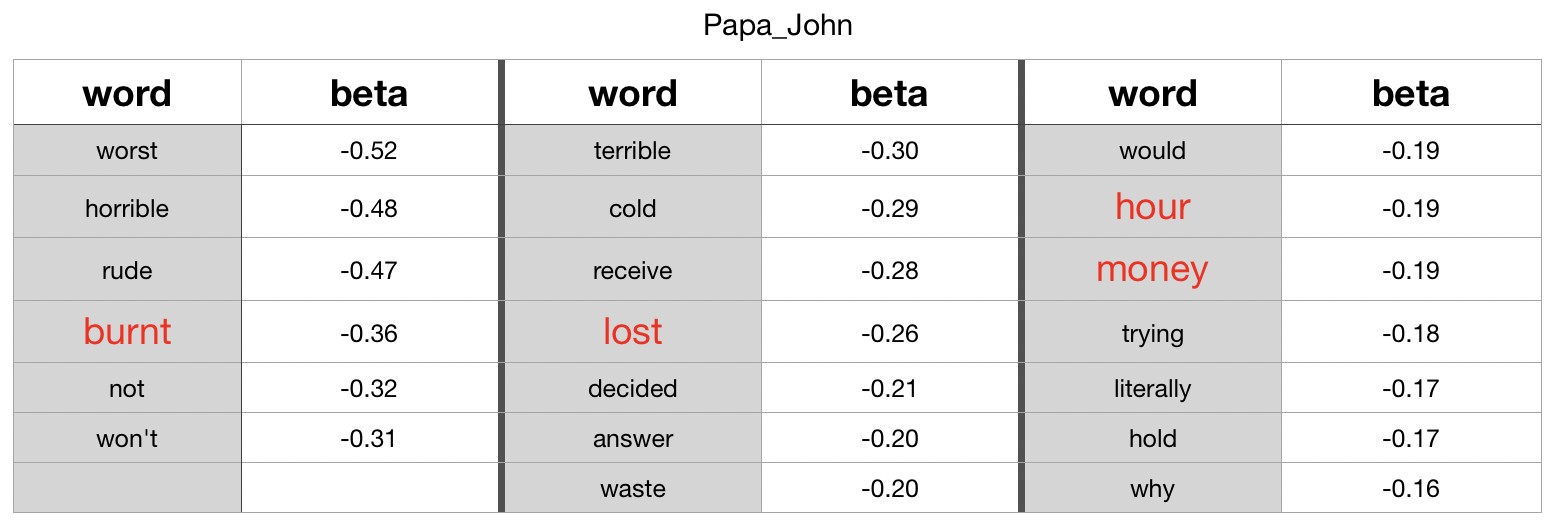 Papa_John
word beta word beta word beta
worst -0.52 terrible -0.30 would -0.19
horrible -0.48 cold -0.29 hour -0.19
rude -0.47 receive -0.28 money -0.19
burnt -0.36 lost -0.26 trying -0.18
not -0.32 decided -0.21 literally -0.17
won't -0.31 answer -0.20 hold -0.17
waste -0.20 why -0.16